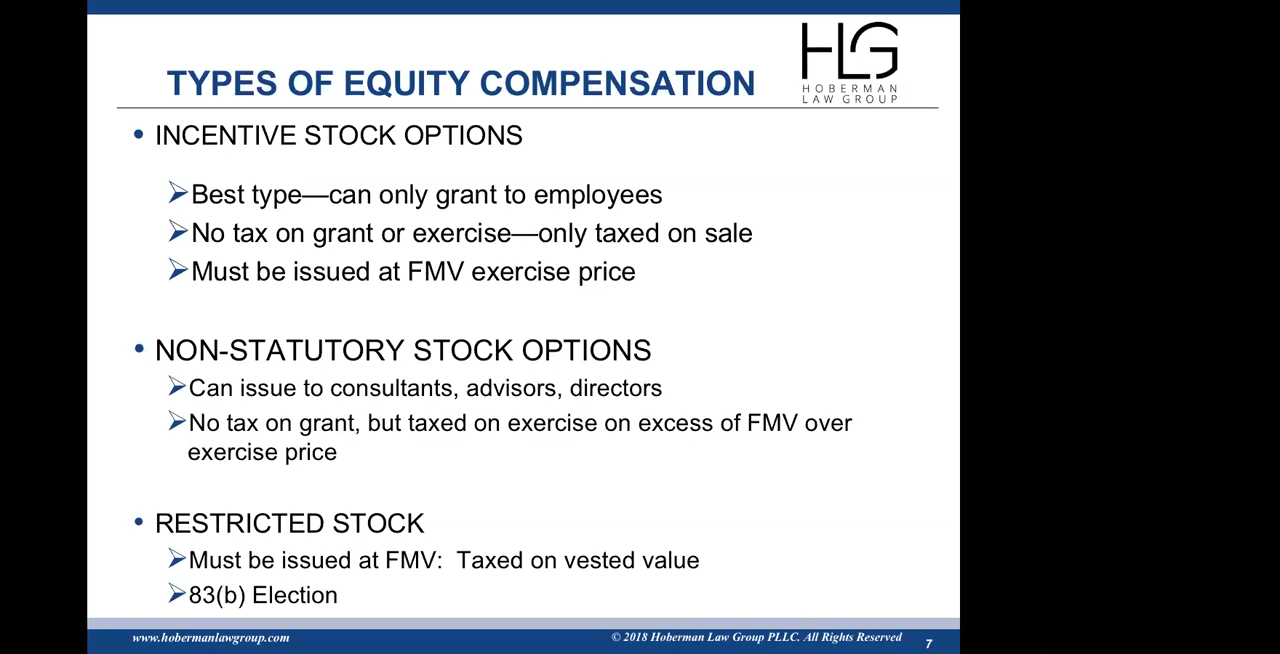 HLG
HOBERMAN
LAW GROUP
TYPES OF EQUITY COMPENSATION
• INCENTIVE STOCK OPTIONS
➢Best type—can only grant to employees
➢No tax on grant or exercise—only taxed on sale
➢Must be issued at FMV exercise price
• NON-STATUTORY STOCK OPTIONS
➢Can issue to consultants, advisors, directors
➢No tax on grant, but taxed on exercise on excess of FMV over
exercise price
• RESTRICTED STOCK
➢Must be issued at FMV:  Taxed on vested value
➢83(b) Election
www.hobermanlawgroup.com
© 2018 Hoberman Law Group PLLC. All Rights Reserved
7